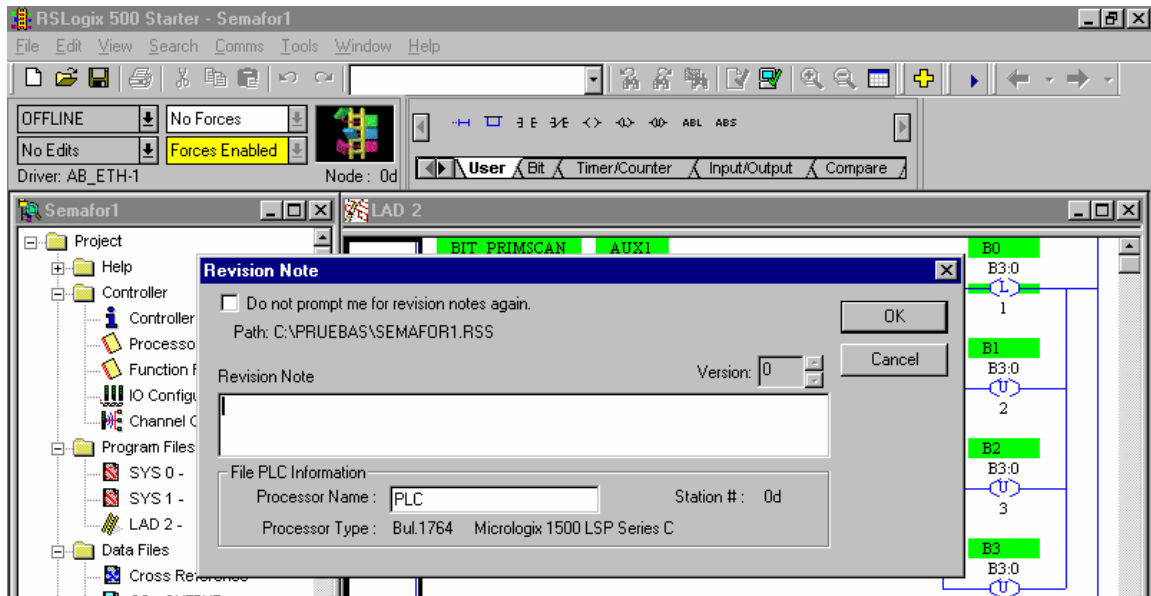 RSLogix 500 Starter - Semafor1
File Edit View Search Comms Tools Window Help
OFFLINE No Forces
No Edits Forces Enabled
Driver: AB_ETH-1 Node : 0d
ABL ABS
User Bit Timer/Counter Input/Output Compare
Semafor1
LAD 2
Project
Help
Controller
Controller
Processo
Function
IO Config
Channel
Program Files
SYS 0 -
SYS 1 -
LAD 2 -
Data Files
Cross Reference
BIT PRIMSCAN AUX1
B0
B3:0
L
1
B1
B3:0
U
2
B2
B3:0
U
3
B3
B3:0
U
Revision Note
Do not prompt me for revision notes again.
Path: C:\PRUEBAS\SEMAFOR1.RSS
OK
Cancel
Revision Note Version: 0
File PLC Information
Processor Name : PLC Station # : 0d
Processor Type : Bul.1764 Micrologix 1500 LSP Series C